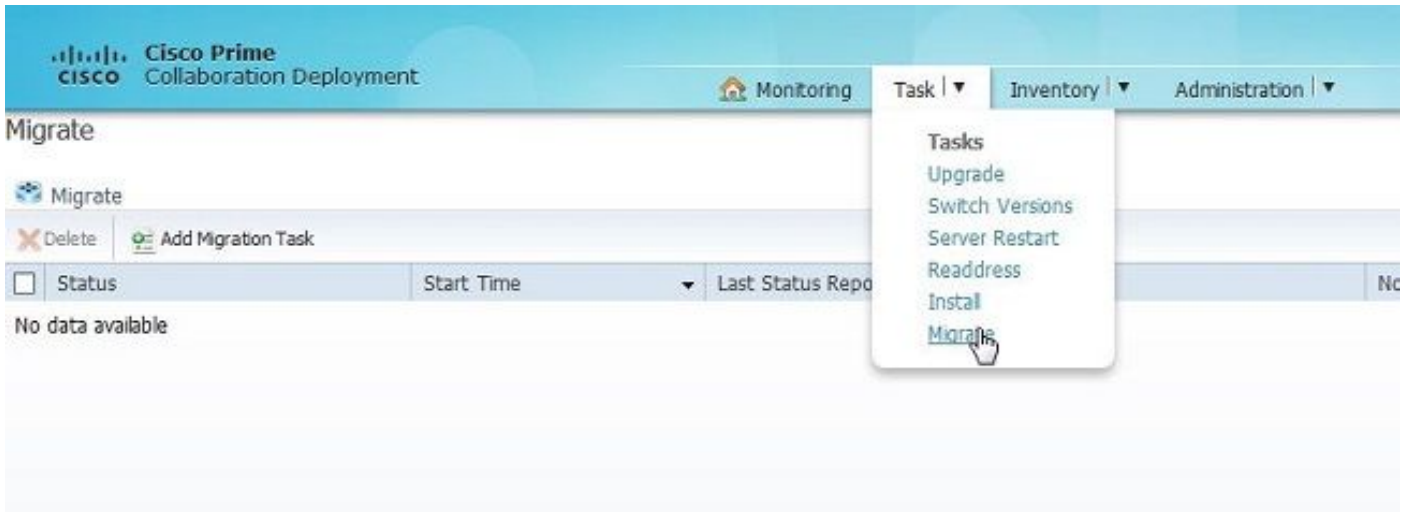 Cisco Prime
CISCO Collaboration Deployment
Monitoring Task Inventory Administration
Migrate
Tasks
Upgrade
Switch Versions
Server Restart
Readdress
Install
Migrate
Migrate
Delete Add Migration Task
Status Start Time Last Status Repo No
No data available